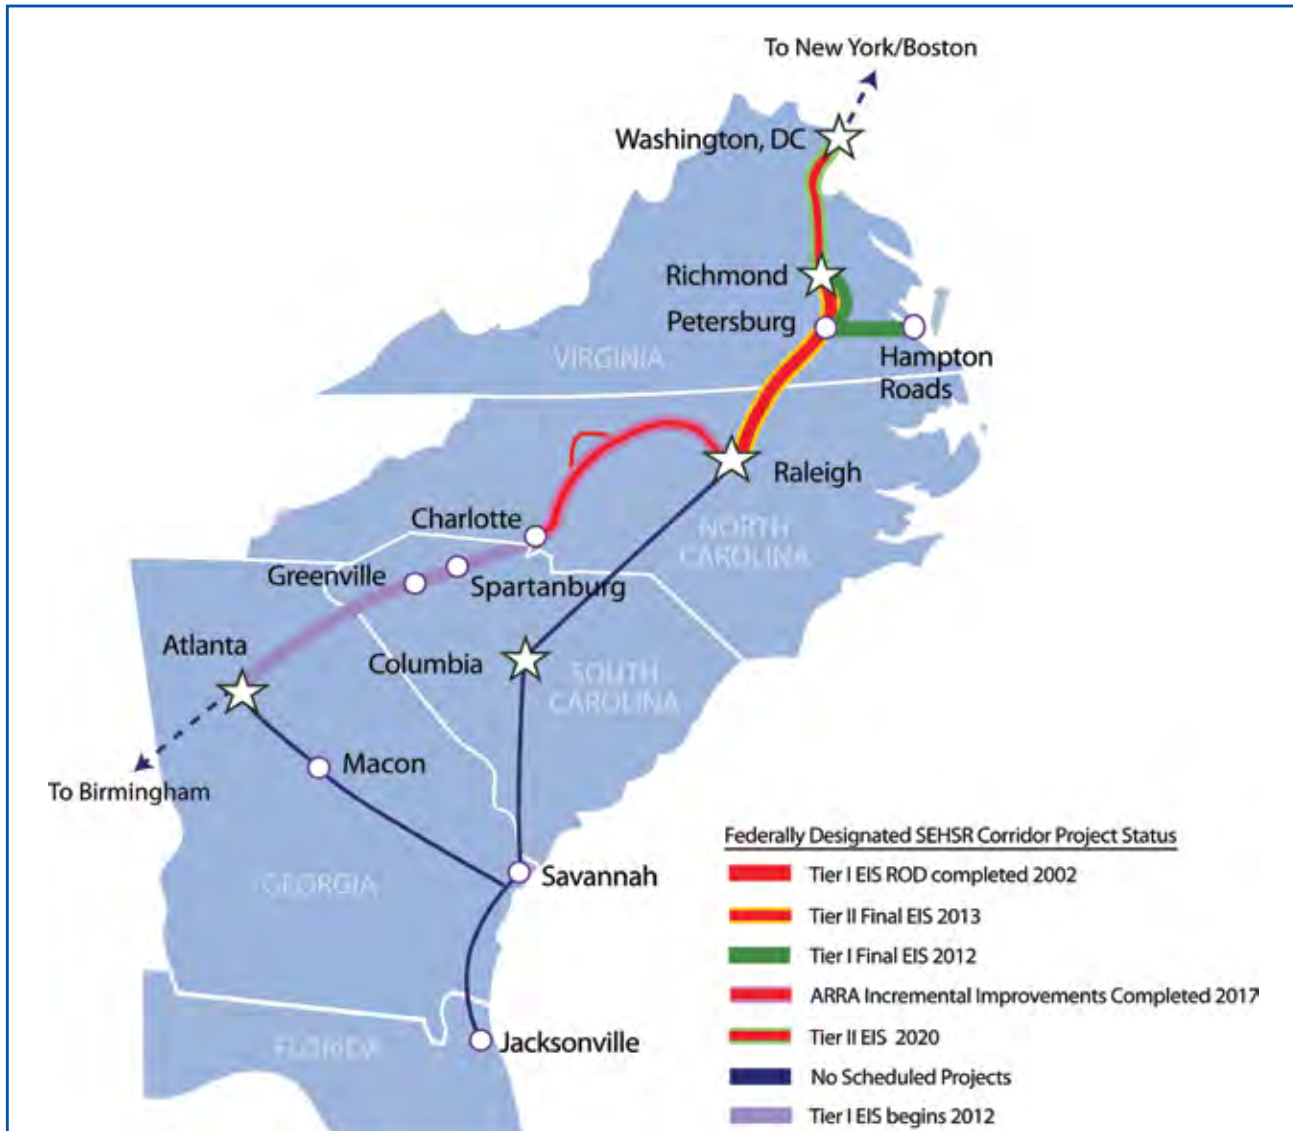 To New York/Boston
Washington, DC
Richmond
Petersburg
Hampton
Roads
VIRGINIA
Raleigh
Charlotte
NORTH
CAROLINA
Greenville
Spartanburg
Atlanta
Columbia
SOUTH
CAROLINA
Macon
To Birmingham
Savannah
GEORGIA
Jacksonville
FLORIDA
Federally Designated SEHSR Corridor Project Status
Tier I EIS ROD completed 2002
Tier II Final EIS 2013
Tier I Final EIS 2012
ARRA Incremental Improvements Completed 2017
Tier II EIS 2020
No Scheduled Projects
Tier I EIS begins 2012